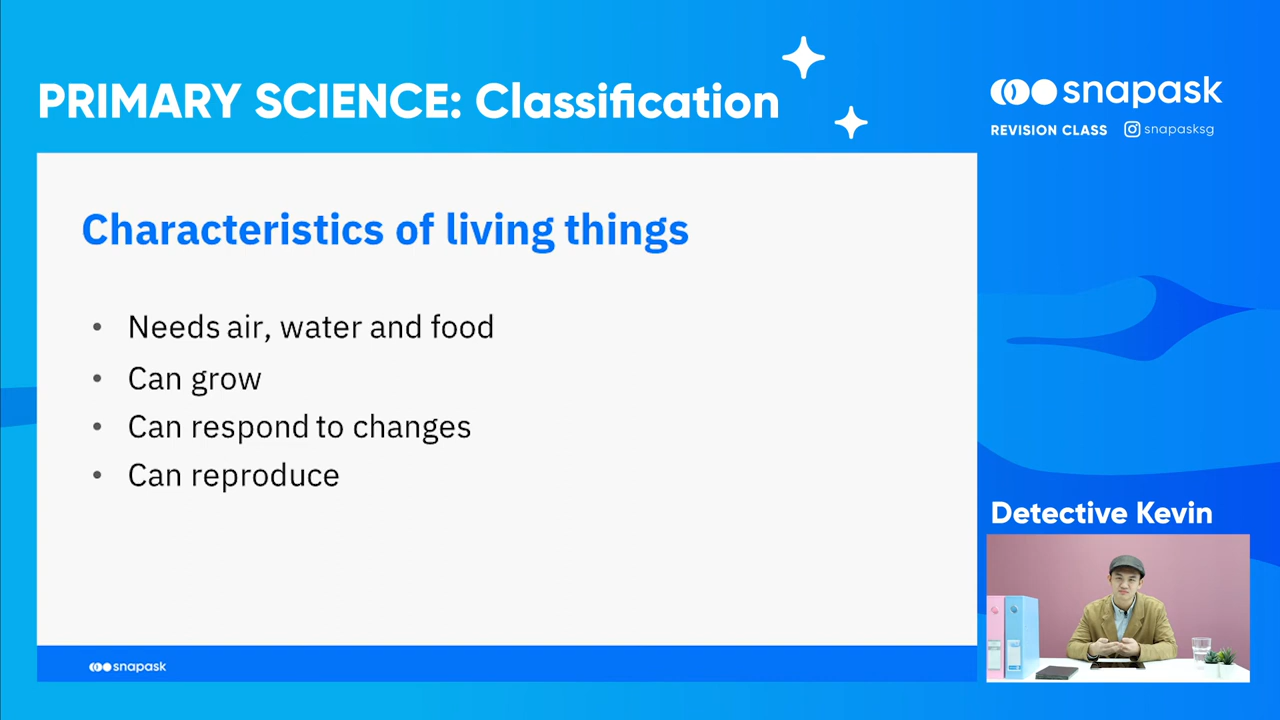 PRIMARY SCIENCE: Classification
snapask
REVISION CLASS snapasksg
Characteristics of living things
• Needs air, water and food
• Can grow
• Can respond to changes
• Can reproduce
Detective Kevin
snapask